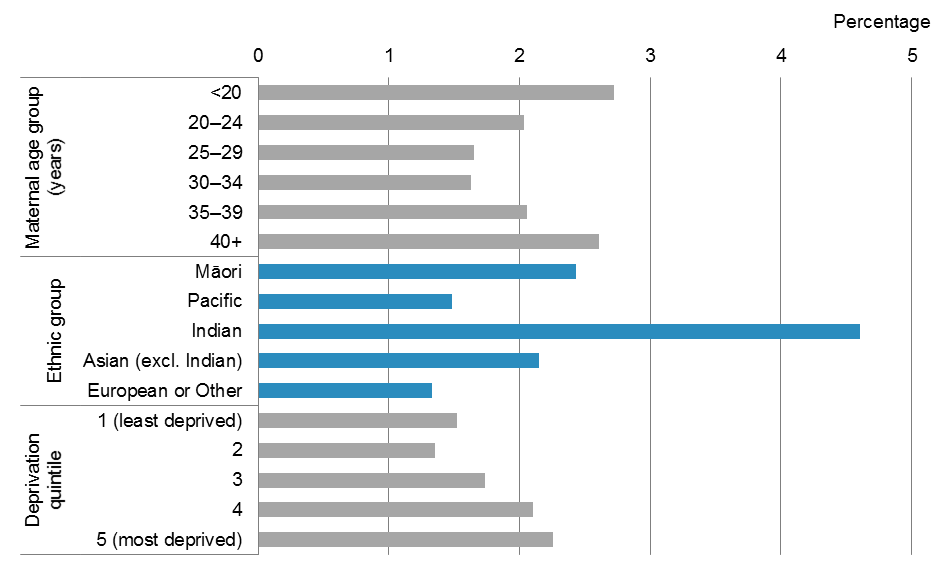 Percentage
0 1 2 3 4 5
Maternal age group
(years)
<20
20–24
25–29
30–34
35–39
40+
Ethnic group
Māori
Pacific
Indian
Asian (excl. Indian)
European or Other
Deprivation
quintile
1 (least deprived)
2
3
4
5 (most deprived)